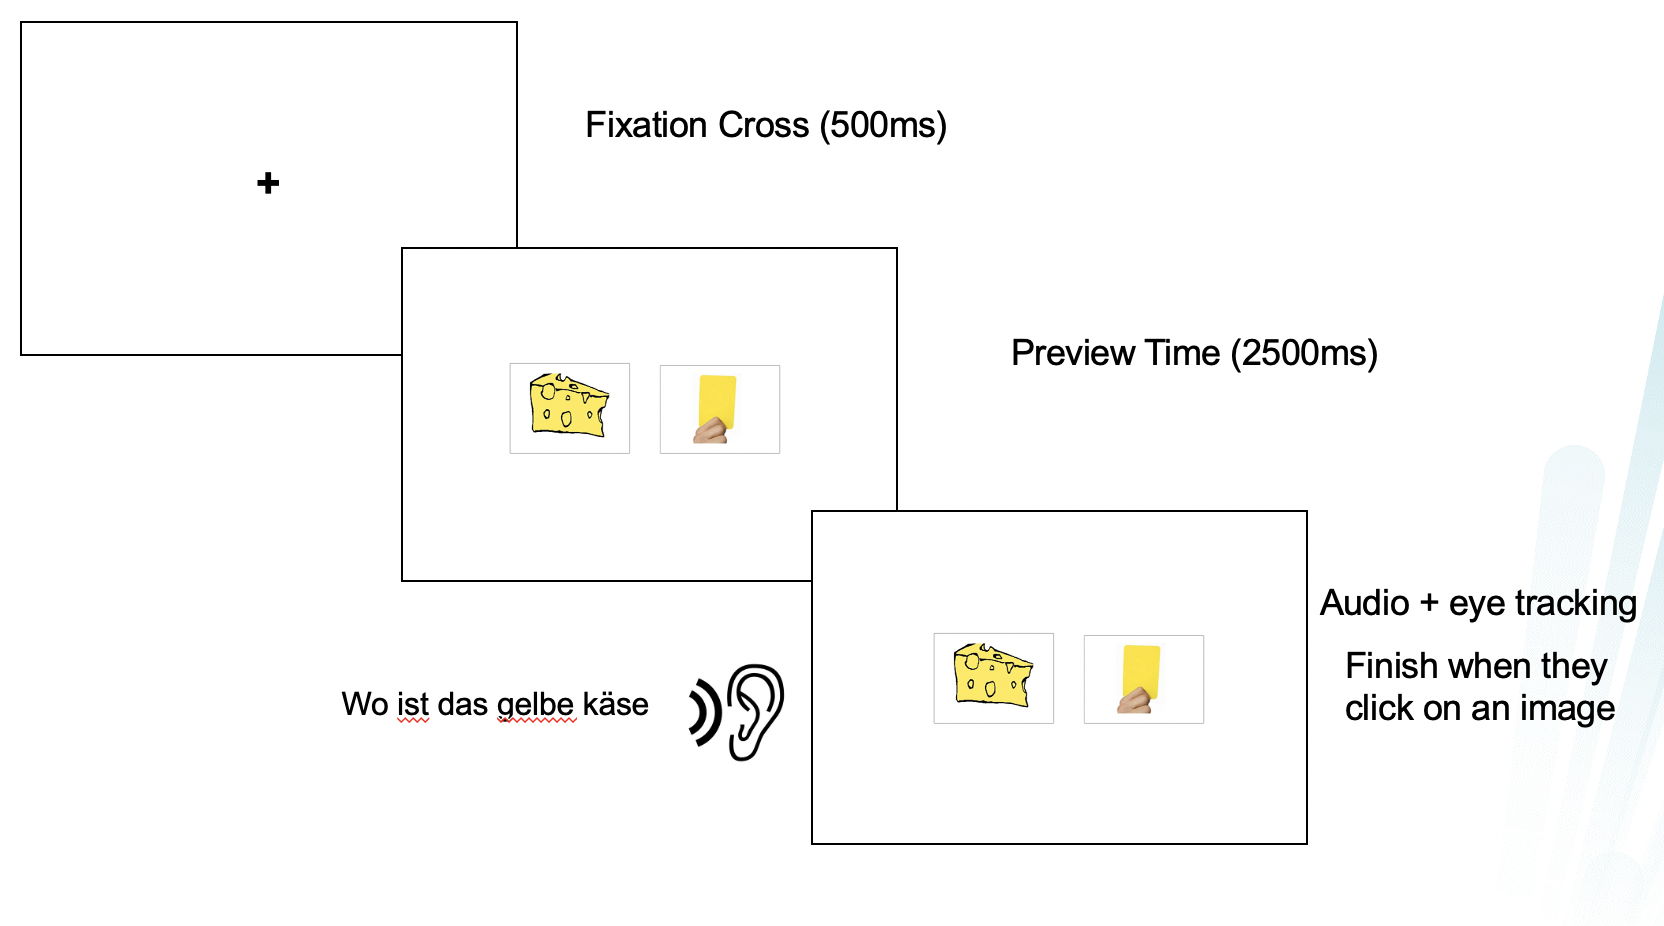 Fixation Cross (500ms)
Preview Time (2500ms)
Audio + eye tracking
Finish when they
click on an image
Wo ist das gelbe käse